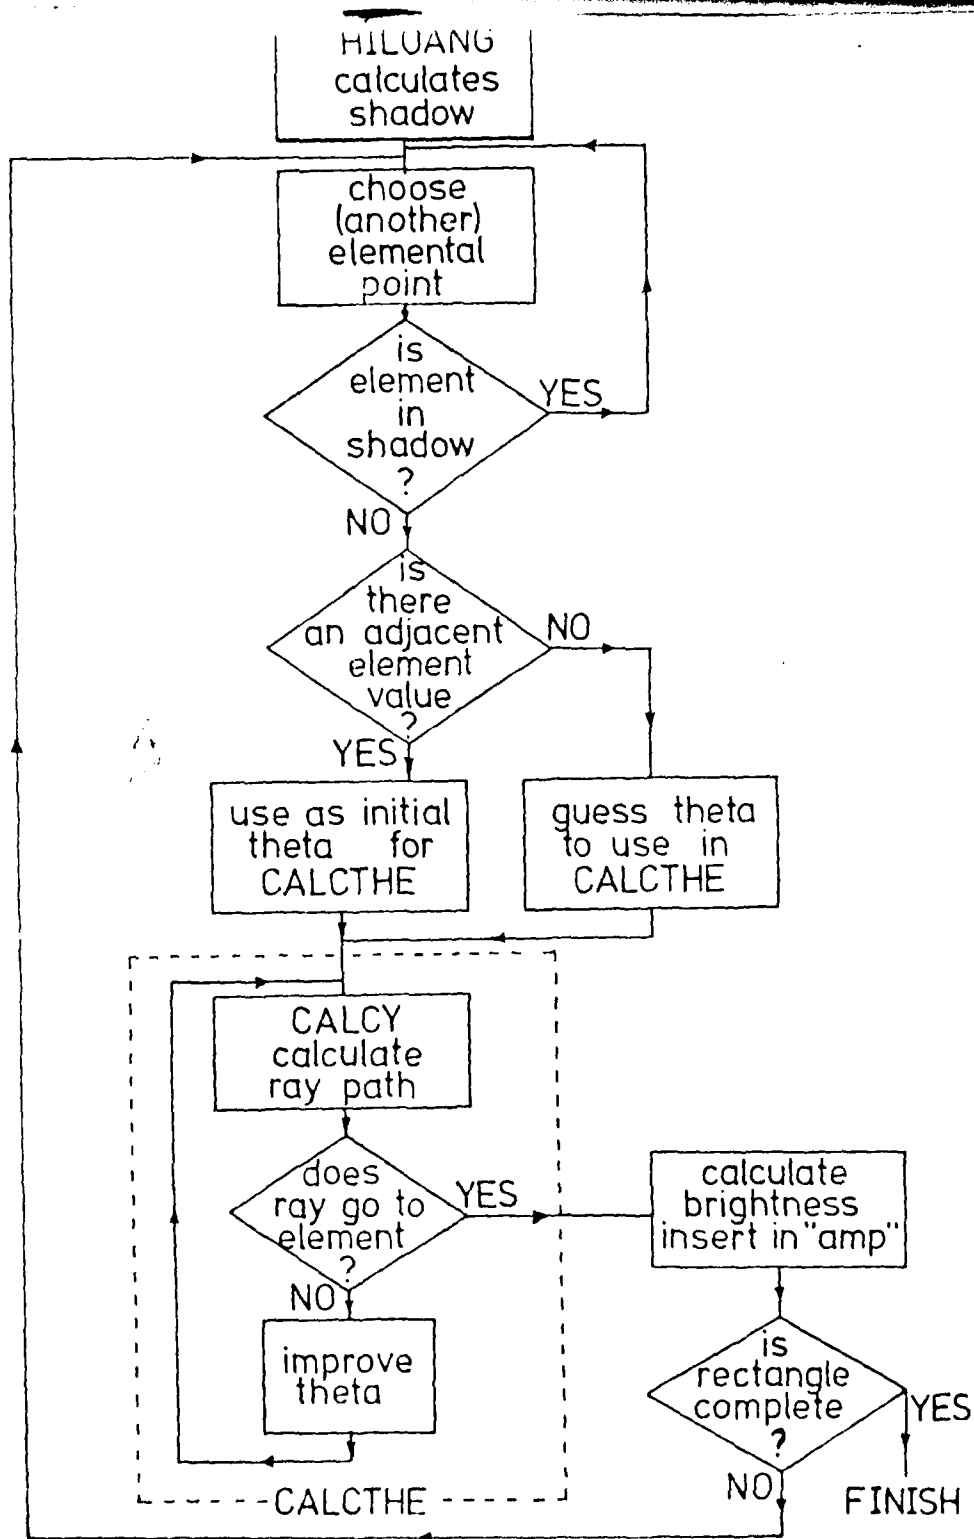 HILUANG
calculates
shadow
choose
(another)
elemental
point
is
element
in
shadow
?
YES
NO
is
there
an adjacent
element
value
?
NO
YES
use as initial
theta for
CALCTHE
guess theta
to use in
CALCTHE
CALCY
calculate
ray path
does
ray go to
element
?
YES
NO
improve
theta
CALCTHE
calculate
brightness
insert in "amp"
is
rectangle
complete
?
YES
NO
FINISH